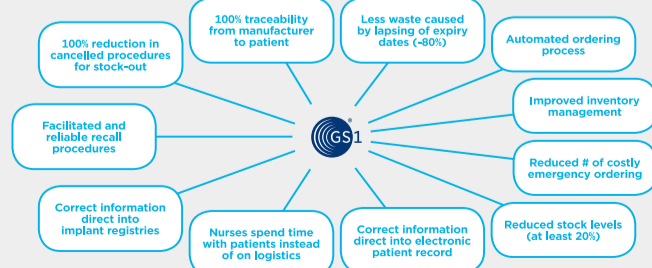 100% reduction in
cancelled procedures
for stock-out
100% traceability
from manufacturer
to patient
Less waste caused
by lapsing of expiry
dates (-80%)
Automated ordering
process
Improved inventory
management
Reduced # of costly
emergency ordering
Reduced stock levels
(at least 20%)
Correct information
direct into electronic
patient record
Nurses spend time
with patients instead
of on logistics
Correct information
direct into
implant registries
Facilitated and
reliable recall
procedures
GS1
®